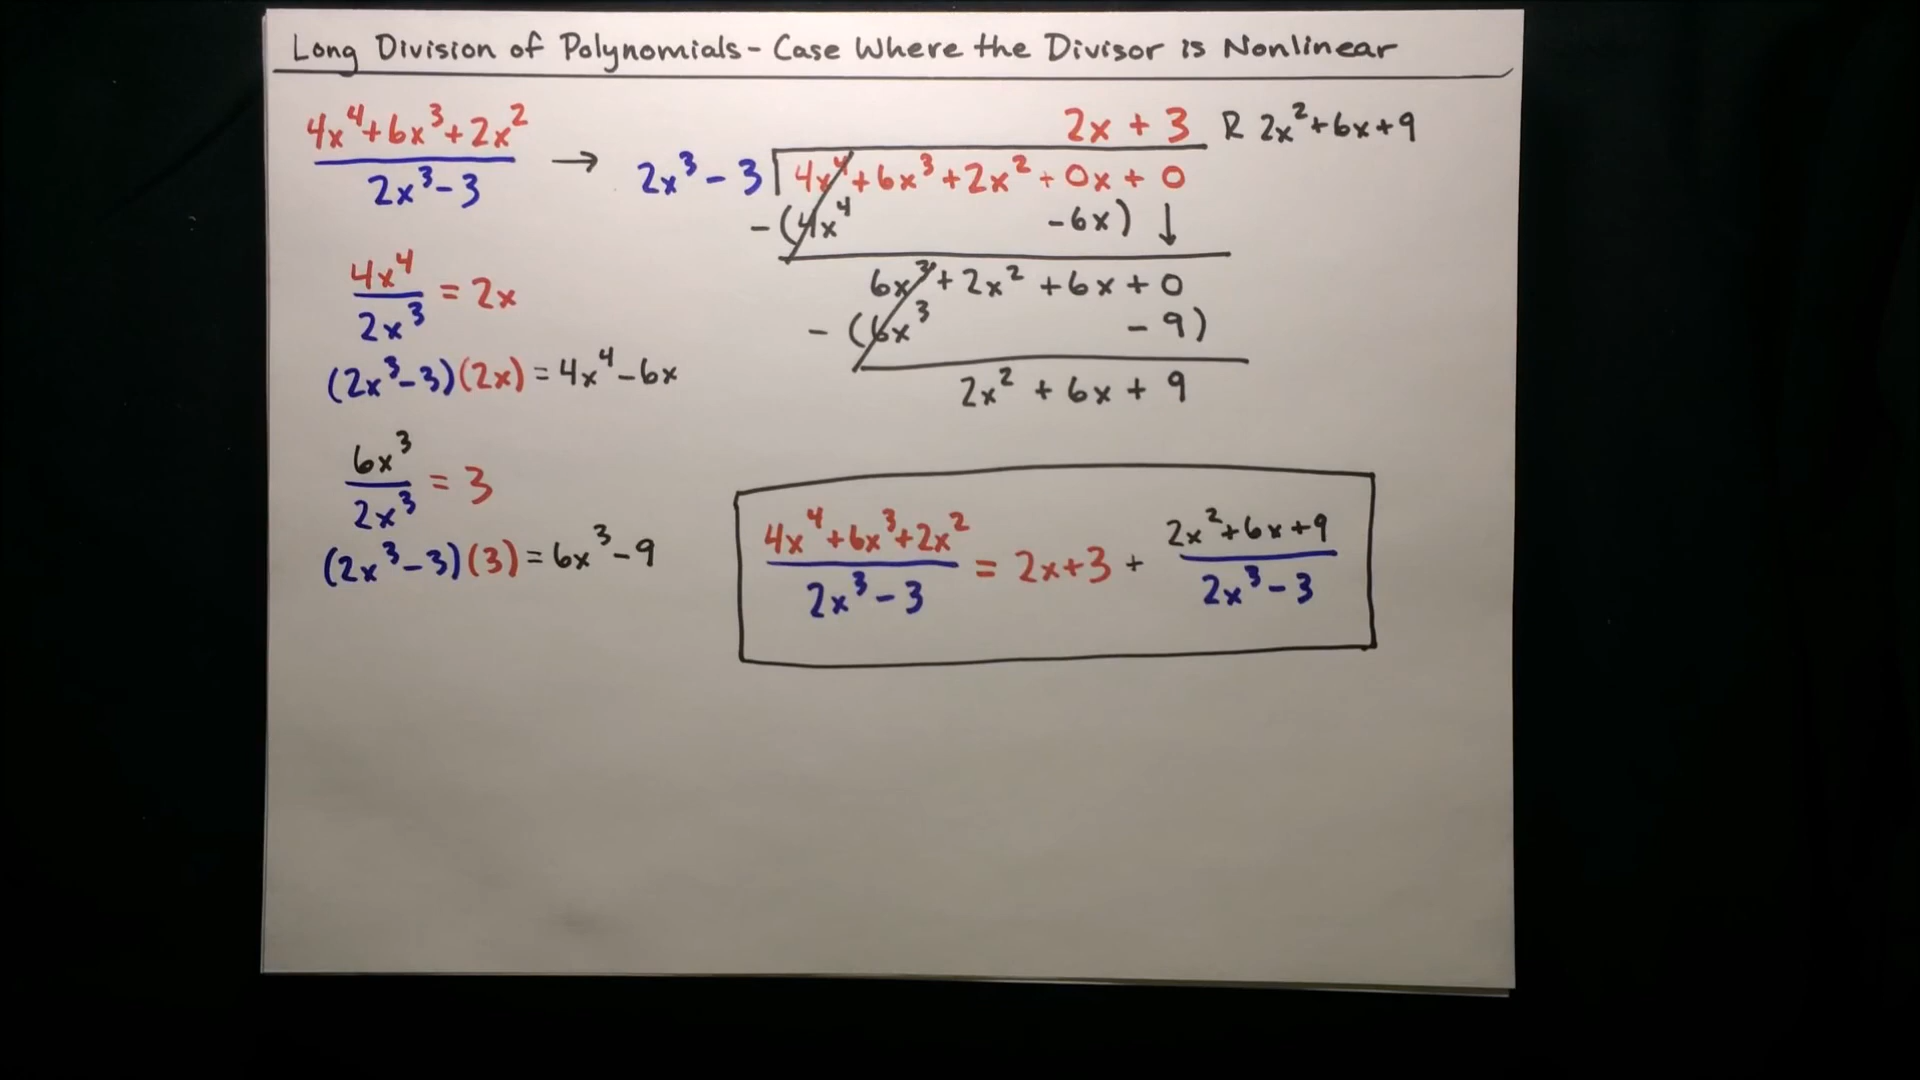 Long Division of Polynomials - Case Where the Divisor is Nonlinear
4x⁴+6x³+2x²
2x³-3
→
2x + 3 R 2x²+6x+9
2x³-3 4x⁴+6x³+2x²+0x+0
-(4x⁴ -6x) ↓
6x³+2x²+6x+0
-(6x³ -9)
2x²+6x+9
4x⁴
2x³
= 2x
(2x³-3)(2x)=4x⁴-6x
6x³
2x³
= 3
(2x³-3)(3)=6x³-9
4x⁴+6x³+2x²
2x³-3
= 2x+3 +
2x²+6x+9
2x³-3